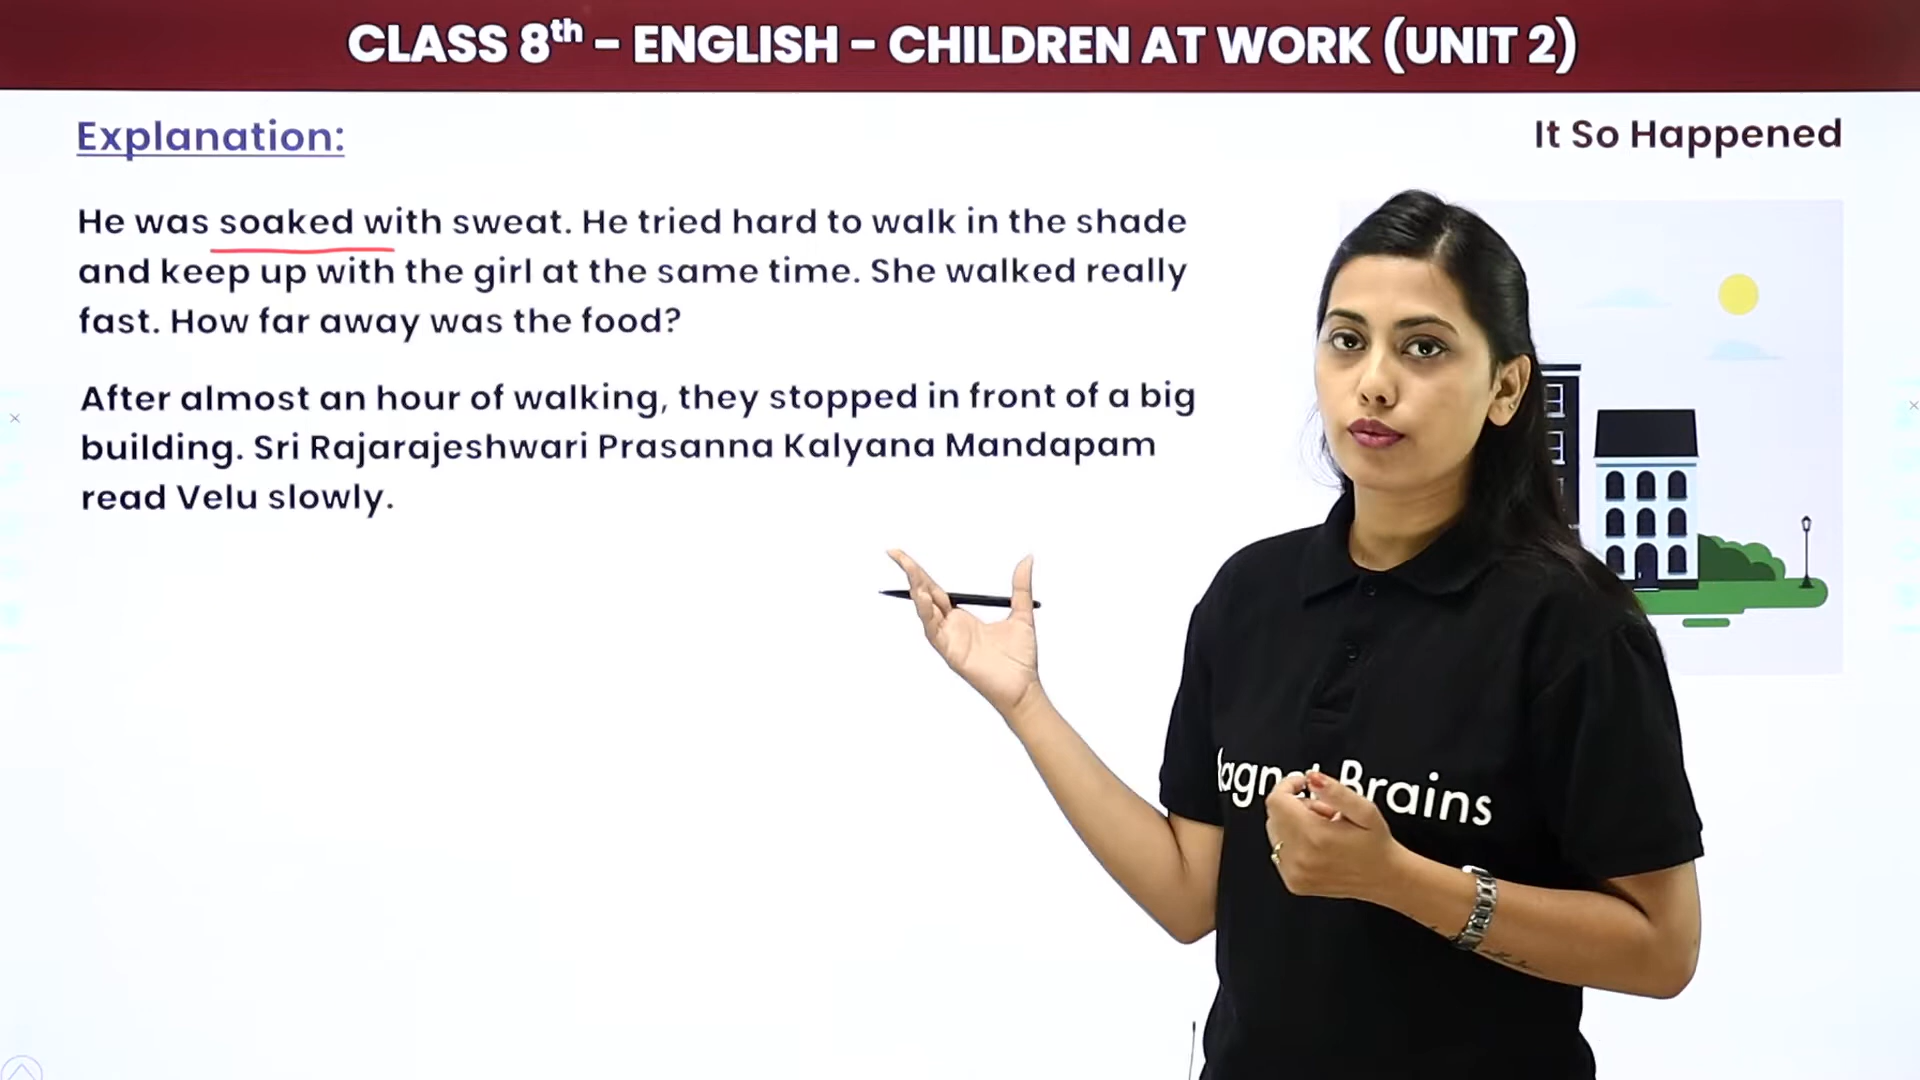 CLASS 8th – ENGLISH – CHILDREN AT WORK (UNIT 2)
Explanation:
It So Happened
He was soaked with sweat. He tried hard to walk in the shade
and keep up with the girl at the same time. She walked really
fast. How far away was the food?
After almost an hour of walking, they stopped in front of a big
building. Sri Rajarajeshwari Prasanna Kalyana Mandapam
read Velu slowly.
Brains